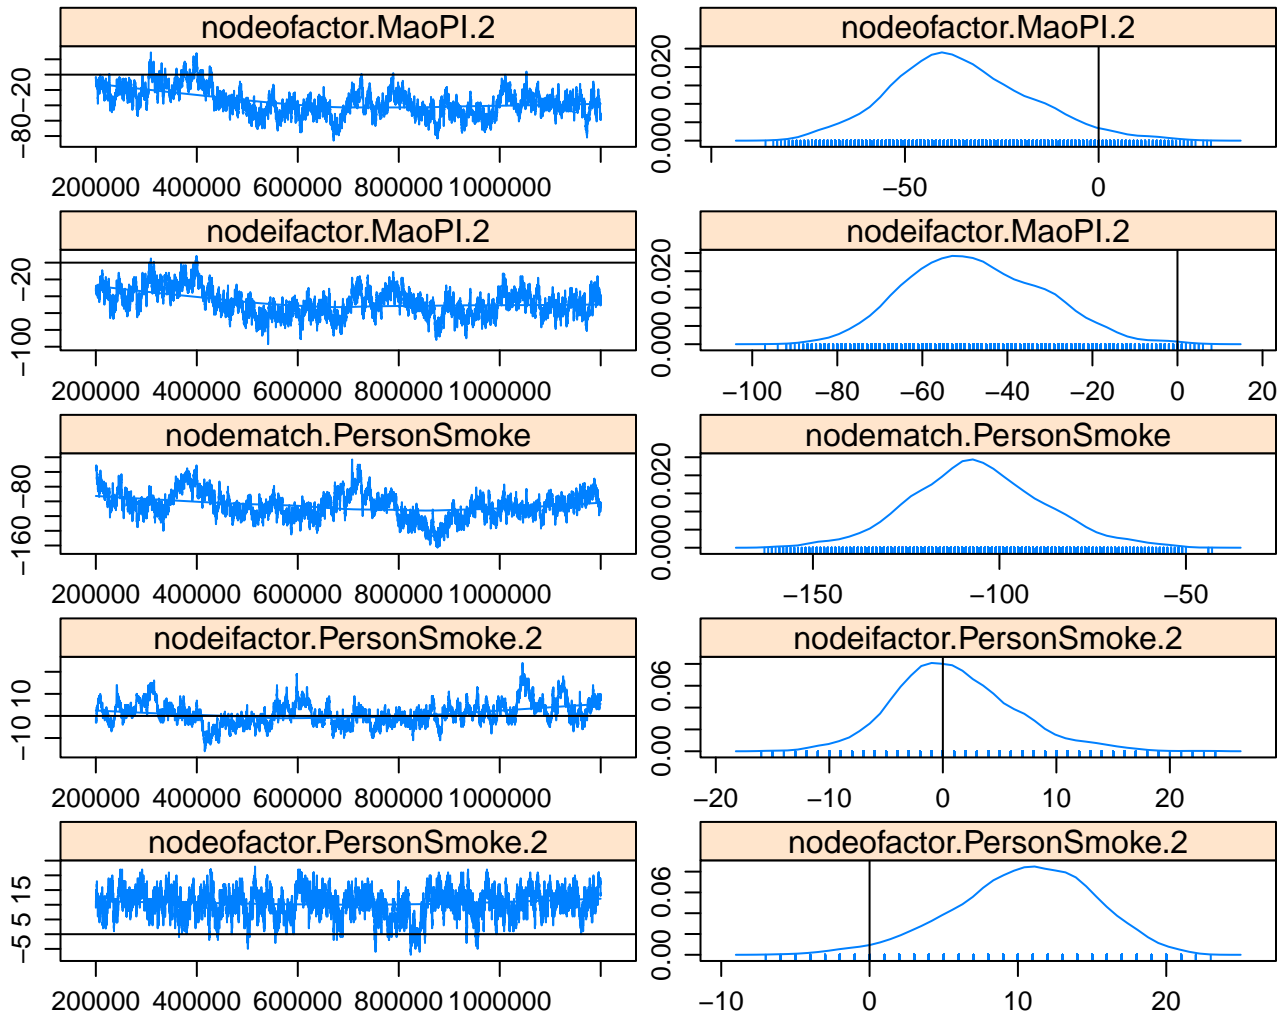 nodeofactor.MaoPI.2
−80 −20
200000 400000 600000 800000 1000000
nodeofactor.MaoPI.2
0.000 0.020
−50 0
nodeifactor.MaoPI.2
−100 −20
200000 400000 600000 800000 1000000
nodeifactor.MaoPI.2
0.000 0.020
−100 −80 −60 −40 −20 0 20
nodematch.PersonSmoke
−160 −80
200000 400000 600000 800000 1000000
nodematch.PersonSmoke
0.000 0.020
−150 −100 −50
nodeifactor.PersonSmoke.2
−10 0 10
200000 400000 600000 800000 1000000
nodeifactor.PersonSmoke.2
0.00 0.06
−20 −10 0 10 20
nodeofactor.PersonSmoke.2
−5 5 15
200000 400000 600000 800000 1000000
nodeofactor.PersonSmoke.2
0.00 0.06
−10 0 10 20